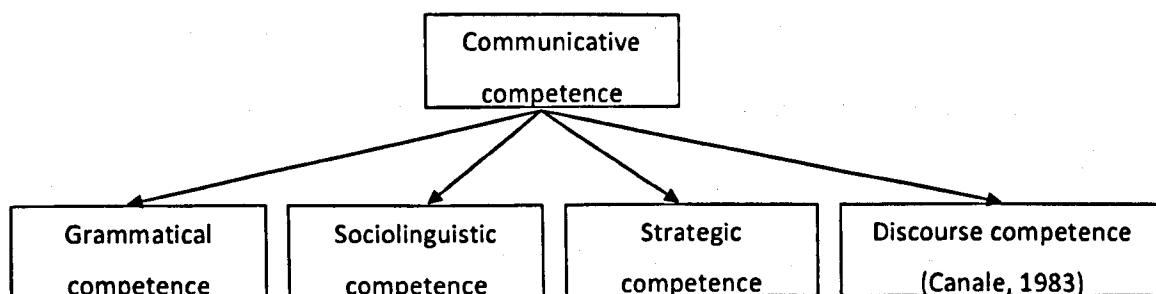 Communicative
competence
Grammatical
competence
Sociolinguistic
competence
Strategic
competence
Discourse competence
(Canale, 1983)